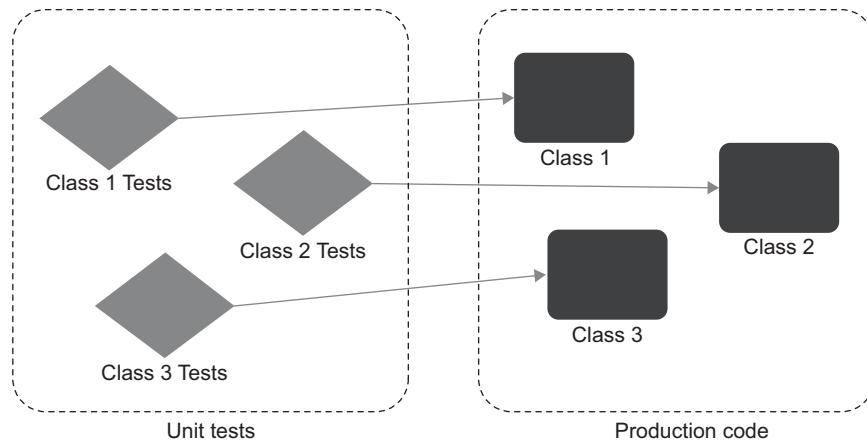 Class 1 Tests
Class 2 Tests
Class 3 Tests
Unit tests
Class 1
Class 2
Class 3
Production code